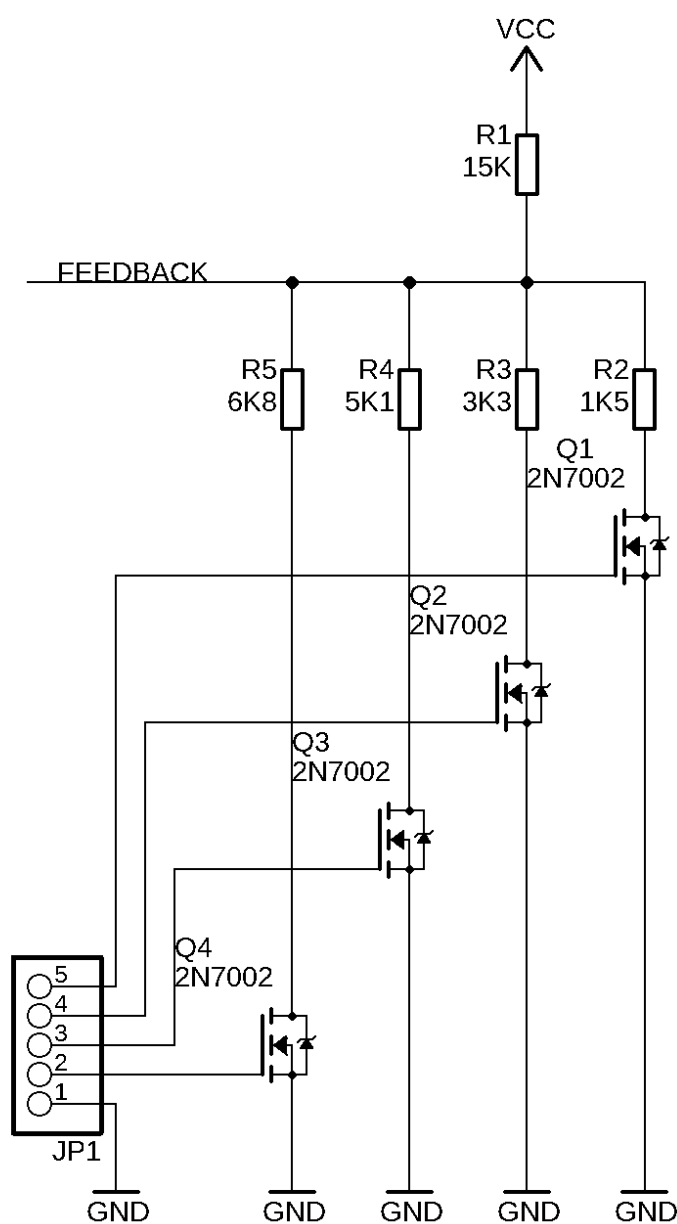 VCC
R1
15K
FEEDBACK
R5
6K8
R4
5K1
R3
3K3
R2
1K5
Q1
2N7002
Q2
2N7002
Q3
2N7002
Q4
2N7002
5
4
3
2
1
JP1
GND
GND
GND
GND
GND